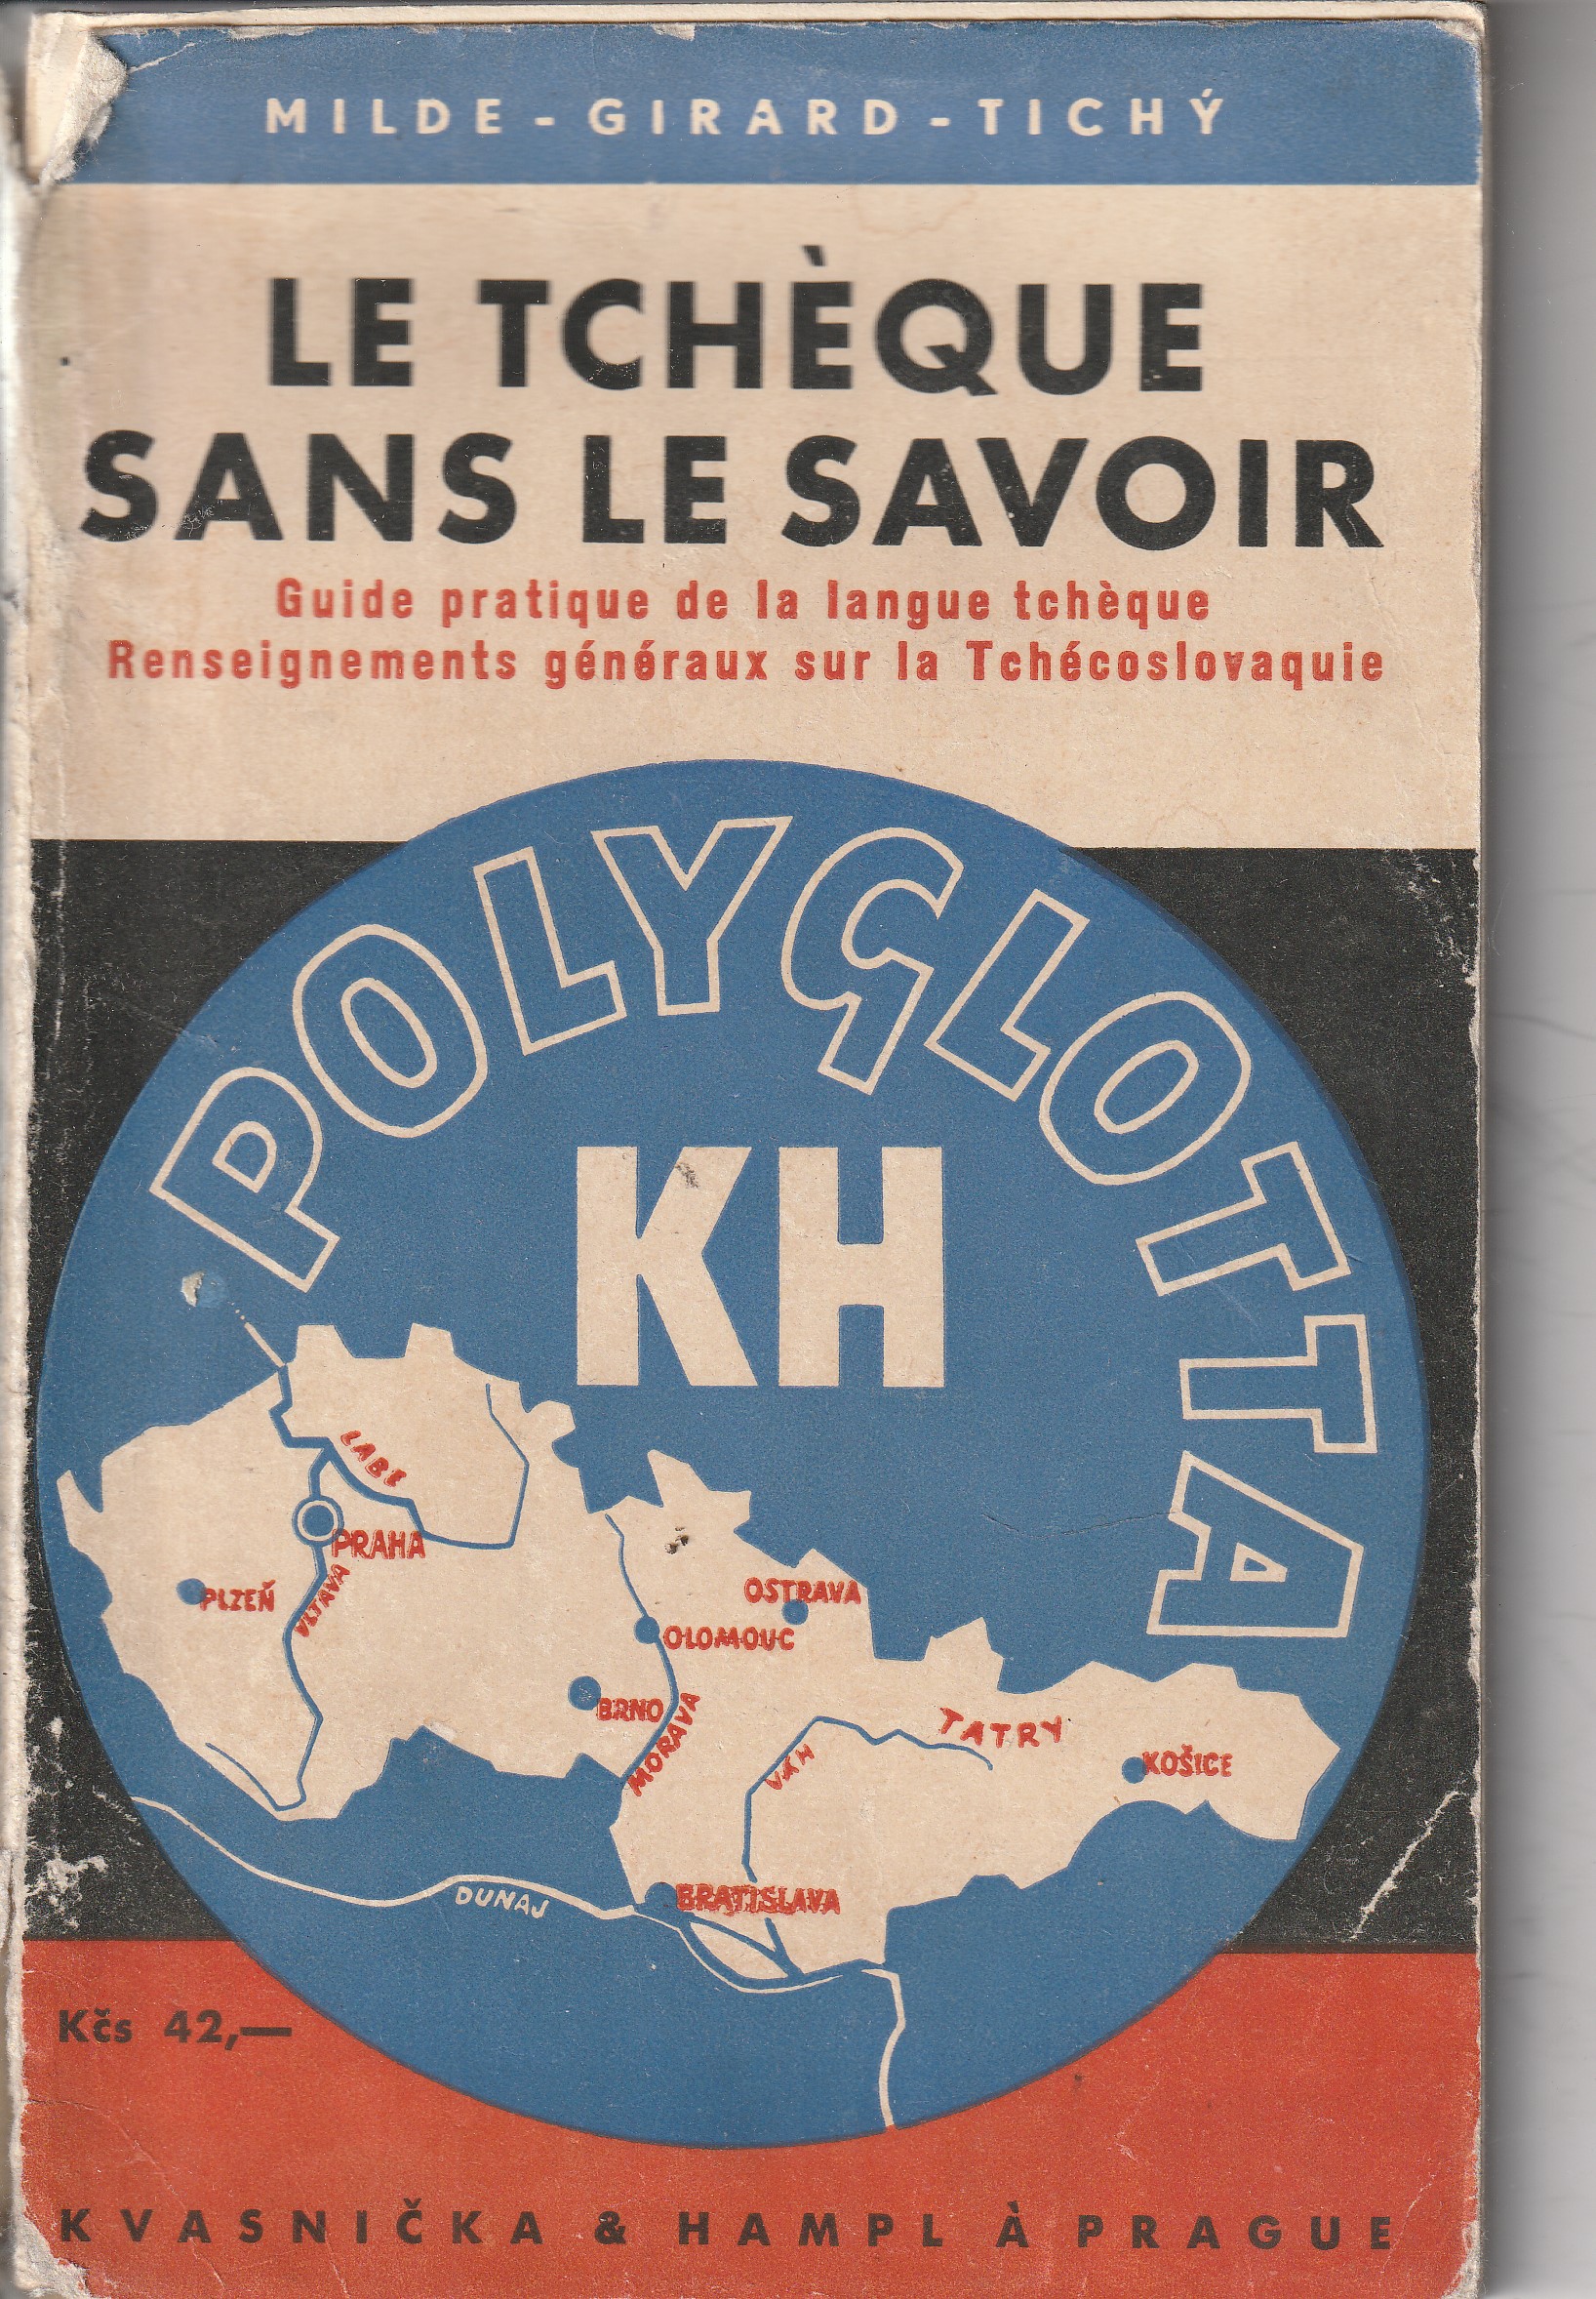 MILDE - GIRARD - TICHÝ
LE TCHÈQUE
SANS LE SAVOIR
Guide pratique de la langue tchèque
Renseignements généraux sur la Tchécoslovaquie
POLYGLOTTA
KH
LABE
PRAHA
PLZEŇ
VLTAVA
OSTRAVA
OLOMOUC
BRNO
MORAVA
TATRY
VÁH
KOŠICE
BRATISLAVA
DUNAJ
Kčs 42,—
KVASNIČKA & HAMPL À PRAGUE